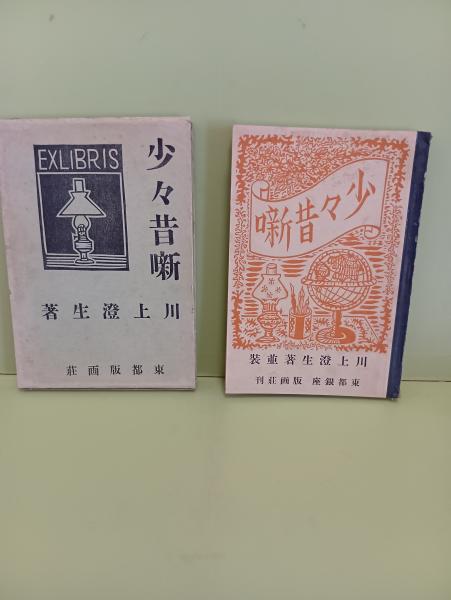 EXLIBRIS
少々昔噺
川上澄生著
東都版画荘
少々昔噺
川上澄生著並装
東都銀座 版画荘刊